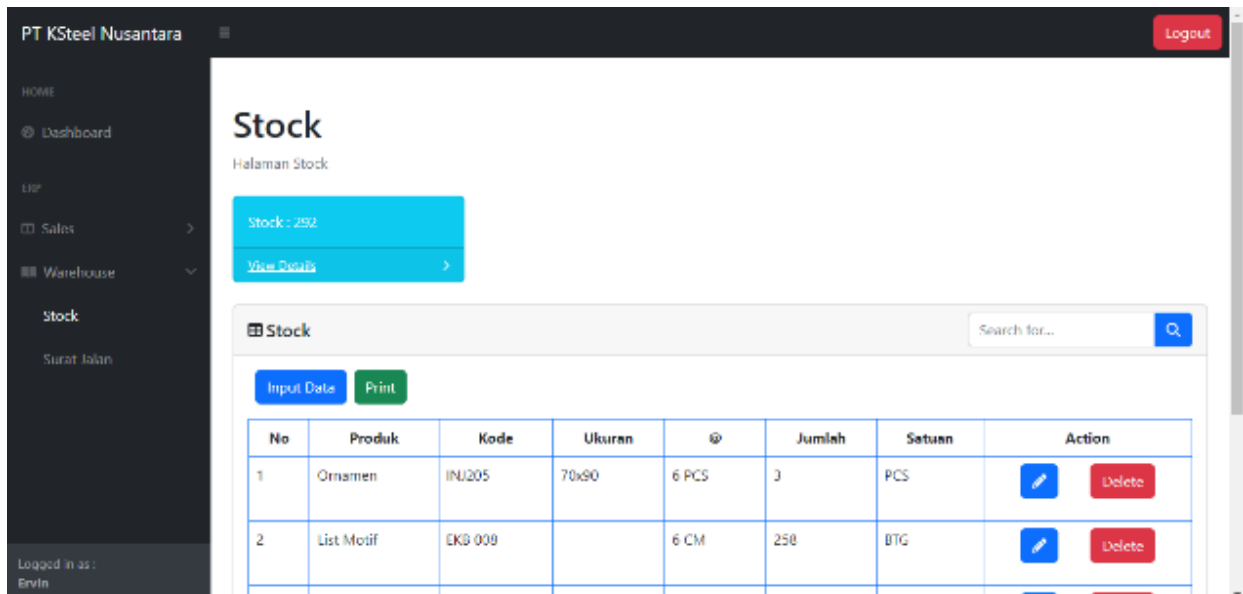 PT KSteel Nusantara
Logout
HOME
Dashboard
ERP
Sales
Warehouse
Stock
Surat Jalan
Logged in as :
Ervin
Stock
Halaman Stock
Stock : 292
View Details
Stock
Search for...
Input Data Print
No Produk Kode Ukuran @ Jumlah Satuan Action
1 Ornamen INJ205 70x90 6 PCS 3 PCS Delete
2 List Motif EKB 008 6 CM 258 BTG Delete